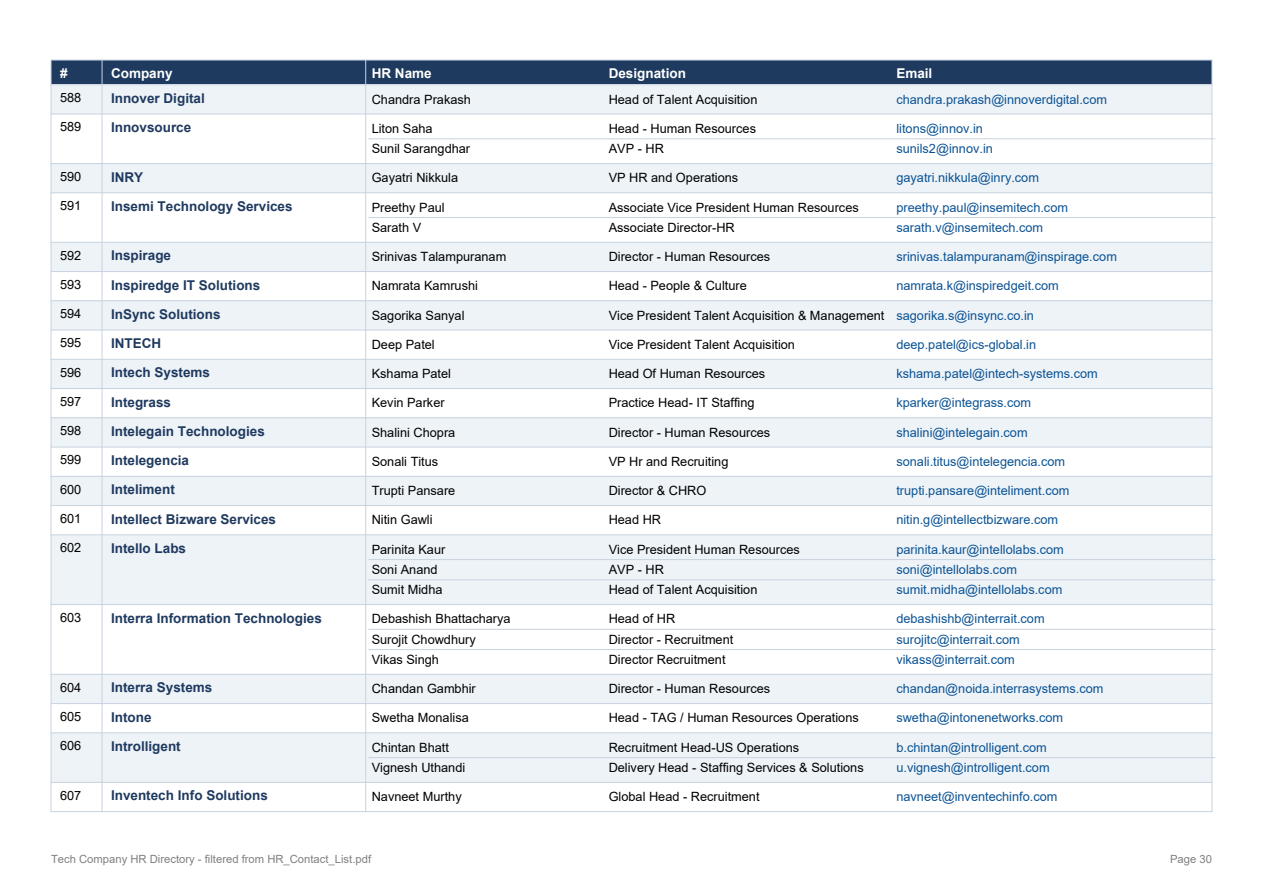 # Company HR Name Designation Email
588 Innover Digital Chandra Prakash Head of Talent Acquisition chandra.prakash@innoverdigital.com
589 Innovsource Liton Saha Head - Human Resources litons@innov.in
Sunil Sarangdhar AVP - HR sunils2@innov.in
590 INRY Gayatri Nikkula VP HR and Operations gayatri.nikkula@inry.com
591 Insemi Technology Services Preethy Paul Associate Vice President Human Resources preethy.paul@insemitech.com
Sarath V Associate Director-HR sarath.v@insemitech.com
592 Inspirage Srinivas Talampuranam Director - Human Resources srinivas.talampuranam@inspirage.com
593 Inspiredge IT Solutions Namrata Kamrushi Head - People & Culture namrata.k@inspiredgeit.com
594 InSync Solutions Sagorika Sanyal Vice President Talent Acquisition & Management sagorika.s@insync.co.in
595 INTECH Deep Patel Vice President Talent Acquisition deep.patel@ics-global.in
596 Intech Systems Kshama Patel Head Of Human Resources kshama.patel@intech-systems.com
597 Integrass Kevin Parker Practice Head- IT Staffing kparker@integrass.com
598 Intelegain Technologies Shalini Chopra Director - Human Resources shalini@intelegain.com
599 Intelegencia Sonali Titus VP Hr and Recruiting sonali.titus@intelegencia.com
600 Inteliment Trupti Pansare Director & CHRO trupti.pansare@inteliment.com
601 Intellect Bizware Services Nitin Gawli Head HR nitin.g@intellectbizware.com
602 Intello Labs Parinita Kaur Vice President Human Resources parinita.kaur@intellolabs.com
Soni Anand AVP - HR soni@intellolabs.com
Sumit Midha Head of Talent Acquisition sumit.midha@intellolabs.com
603 Interra Information Technologies Debashish Bhattacharya Head of HR debashishb@interrait.com
Surojit Chowdhury Director - Recruitment surojitc@interrait.com
Vikas Singh Director Recruitment vikass@interrait.com
604 Interra Systems Chandan Gambhir Director - Human Resources chandan@noida.interrasystems.com
605 Intone Swetha Monalisa Head - TAG / Human Resources Operations swetha@intonenetworks.com
606 Introlligent Chintan Bhatt Recruitment Head-US Operations b.chintan@introlligent.com
Vignesh Uthandi Delivery Head - Staffing Services & Solutions u.vignesh@introlligent.com
607 Inventech Info Solutions Navneet Murthy Global Head - Recruitment navneet@inventechinfo.com
Tech Company HR Directory - filtered from HR_Contact_List.pdf Page 30